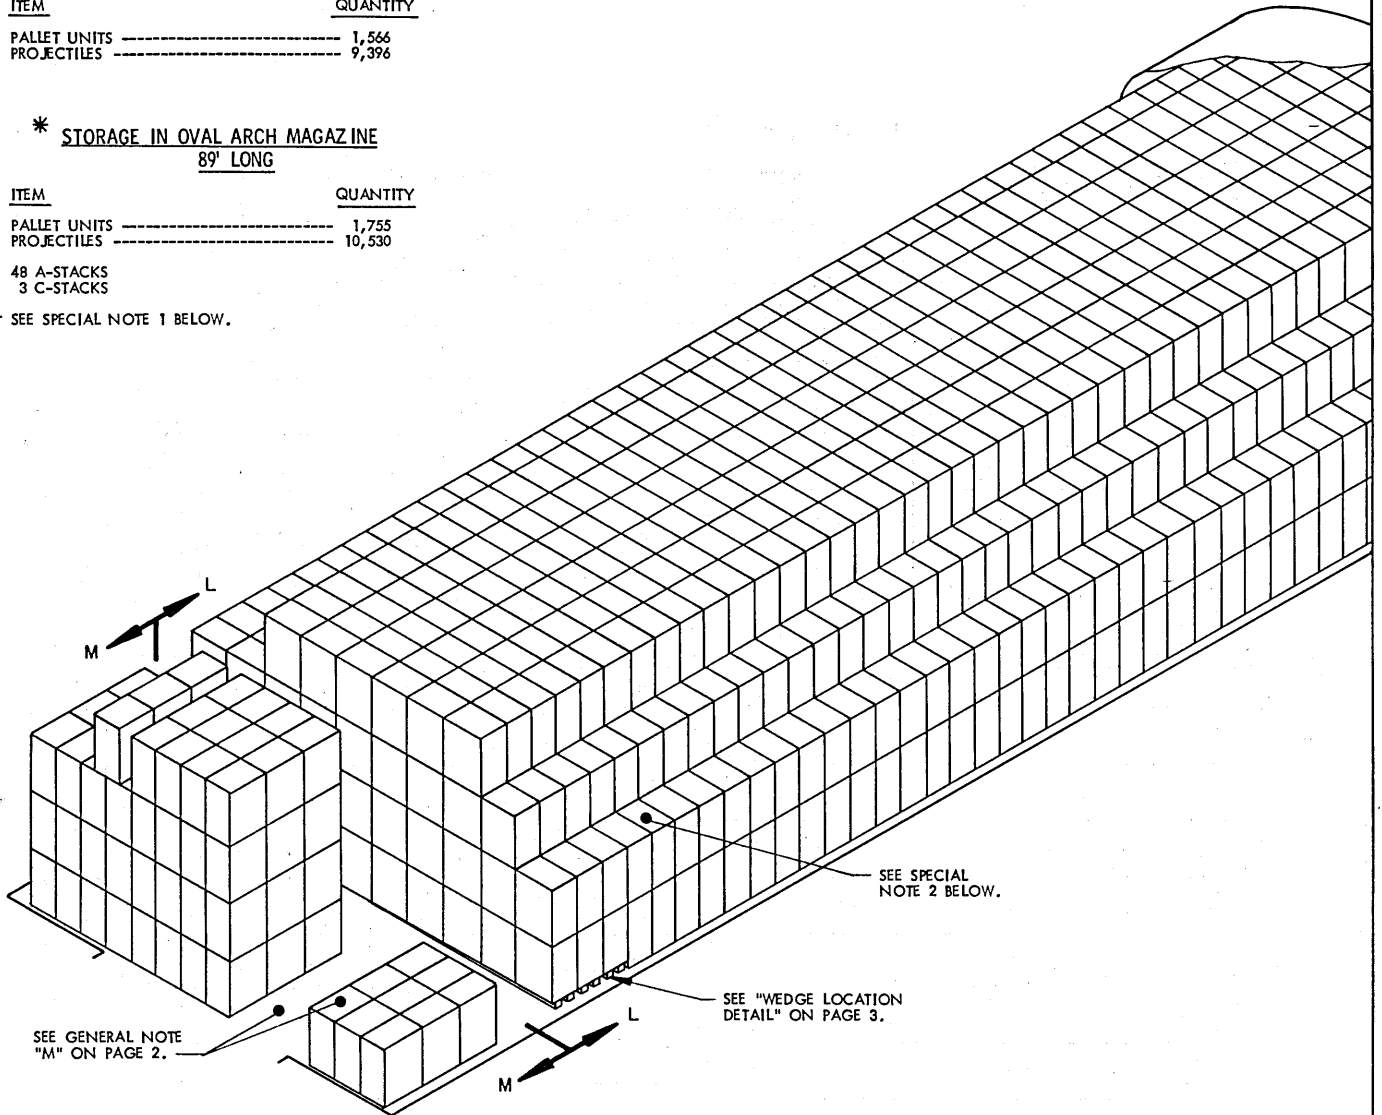 ITEM QUANTITY
PALLET UNITS ---------------------------- 1,566
PROJECTILES ----------------------------- 9,396
* STORAGE IN OVAL ARCH MAGAZINE
89' LONG
ITEM QUANTITY
PALLET UNITS ---------------------------- 1,755
PROJECTILES ---------------------------- 10,530
48 A-STACKS
3 C-STACKS
SEE SPECIAL NOTE 1 BELOW.
L
M
SEE SPECIAL
NOTE 2 BELOW.
SEE "WEDGE LOCATION
DETAIL" ON PAGE 3.
L
SEE GENERAL NOTE
"M" ON PAGE 2.
M